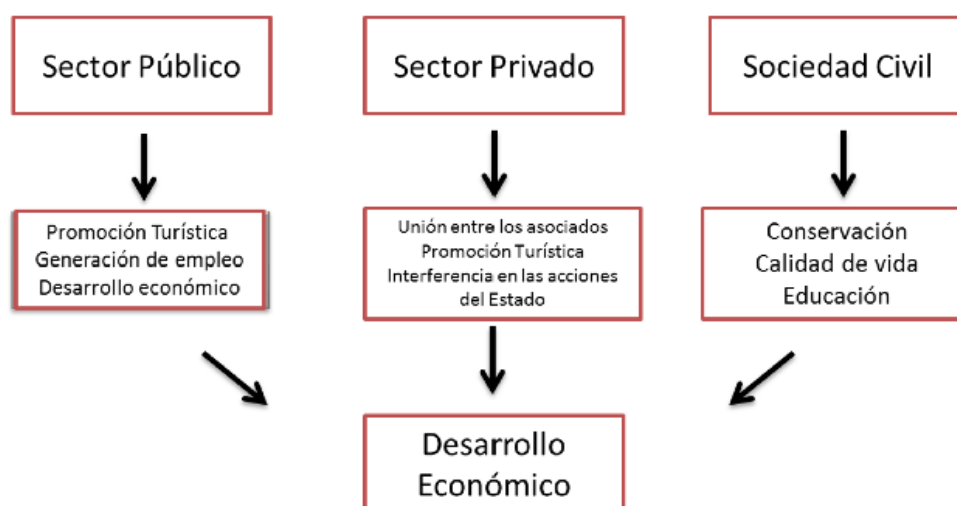 Sector Público
Sector Privado
Sociedad Civil
Promoción Turística
Generación de empleo
Desarrollo económico
Unión entre los asociados
Promoción Turística
Interferencia en las acciones
del Estado
Conservación
Calidad de vida
Educación
Desarrollo
Económico